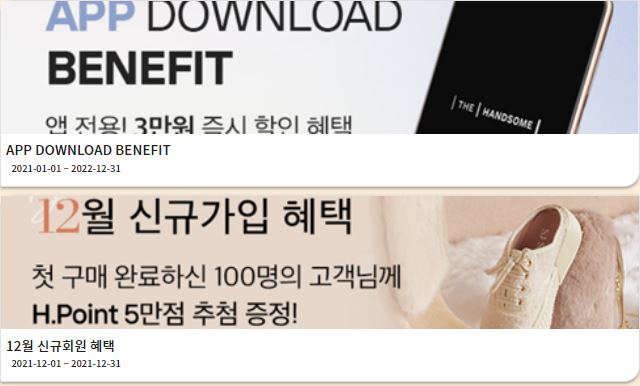 APP DOWNLOAD
BENEFIT
앱 전용! 3만원 즉시 할인 혜택
| THE | HANDSOME |
APP DOWNLOAD BENEFIT
2021-01-01 ~ 2022-12-31
12월 신규가입 혜택
첫 구매 완료하신 100명의 고객님께
H.Point 5만점 추첨 증정!
12월 신규회원 혜택
2021-12-01 ~ 2021-12-31